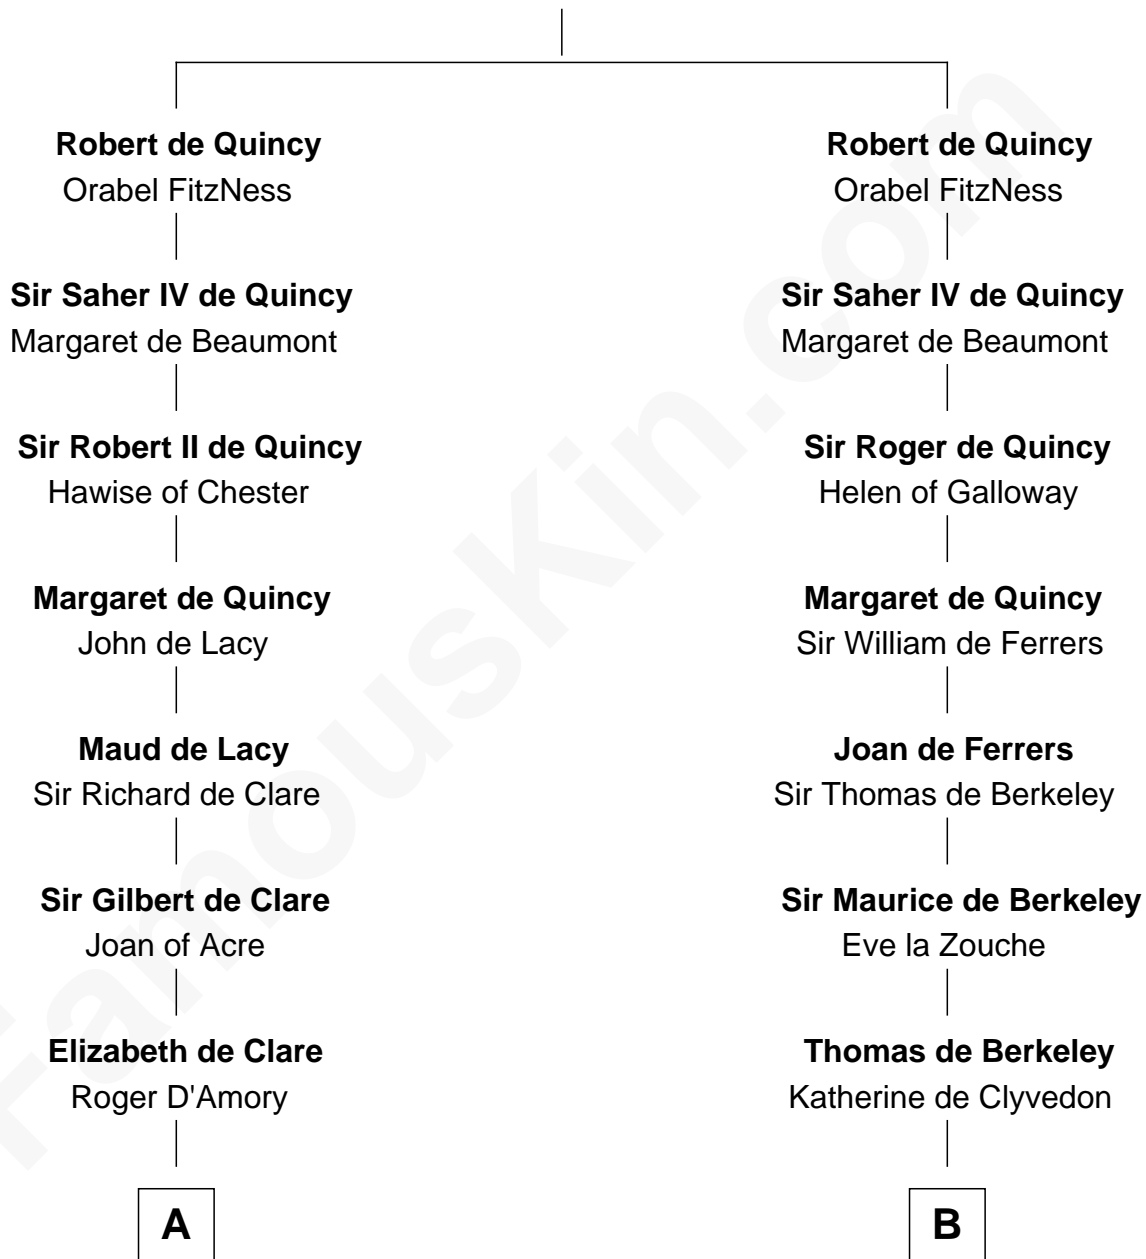 Robert de Quincy
Orabel FitzNess
Sir Saher IV de Quincy
Margaret de Beaumont
Sir Robert II de Quincy
Hawise of Chester
Margaret de Quincy
John de Lacy
Maud de Lacy
Sir Richard de Clare
Sir Gilbert de Clare
Joan of Acre
Elizabeth de Clare
Roger D'Amory
A
Robert de Quincy
Orabel FitzNess
Sir Saher IV de Quincy
Margaret de Beaumont
Sir Roger de Quincy
Helen of Galloway
Margaret de Quincy
Sir William de Ferrers
Joan de Ferrers
Sir Thomas de Berkeley
Sir Maurice de Berkeley
Eve la Zouche
Thomas de Berkeley
Katherine de Clyvedon
B
FamousKin.com